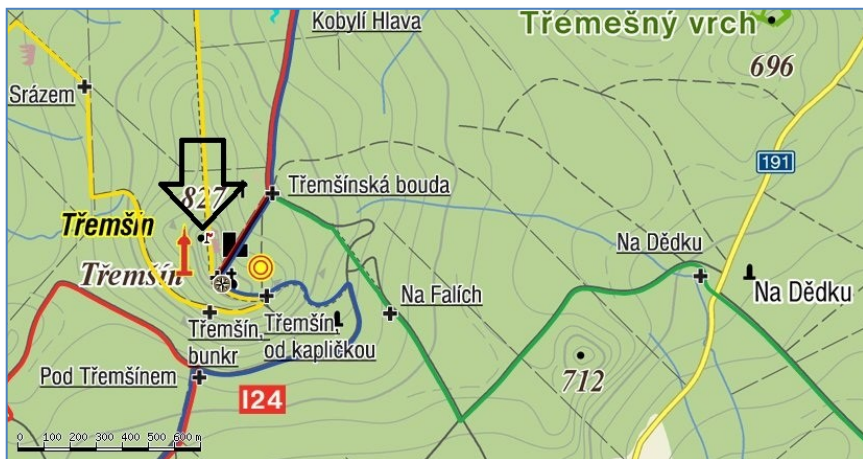 Kobylí Hlava
Třemešný vrch
696
Srázem
191
827
Třemšínská bouda
Třemšín
Na Dědku
Třemšín
Na Dědku
Na Falích
Třemšín,
bunkr
Třemšín,
od kapličkou
Pod Třemšínem
712
I24
0 100 200 300 400 500 600 m